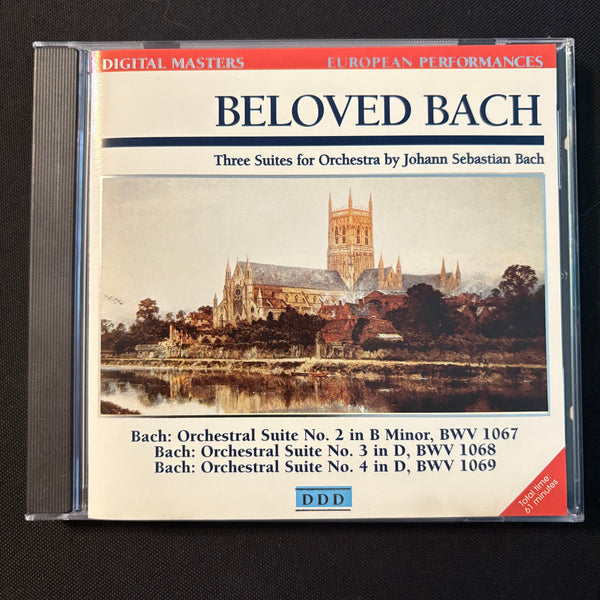 DIGITAL MASTERS EUROPEAN PERFORMANCES
BELOVED BACH
Three Suites for Orchestra by Johann Sebastian Bach
Bach: Orchestral Suite No. 2 in B Minor, BWV 1067
Bach: Orchestral Suite No. 3 in D, BWV 1068
Bach: Orchestral Suite No. 4 in D, BWV 1069
DDD
Total time:
61 minutes